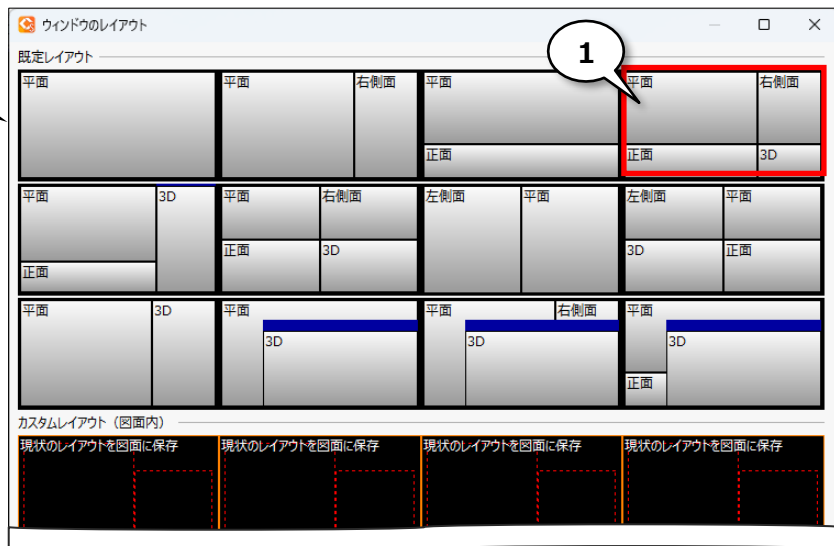 ウィンドウのレイアウト
既定レイアウト
1
平面
平面 右側面
平面
正面
平面 右側面
正面 3D
平面 3D
正面
平面 右側面
正面 3D
左側面 平面
左側面 平面
3D 正面
平面 3D
平面
3D
平面 右側面
3D
平面
3D
正面
カスタムレイアウト（図面内）
現状のレイアウトを図面に保存
現状のレイアウトを図面に保存
現状のレイアウトを図面に保存
現状のレイアウトを図面に保存